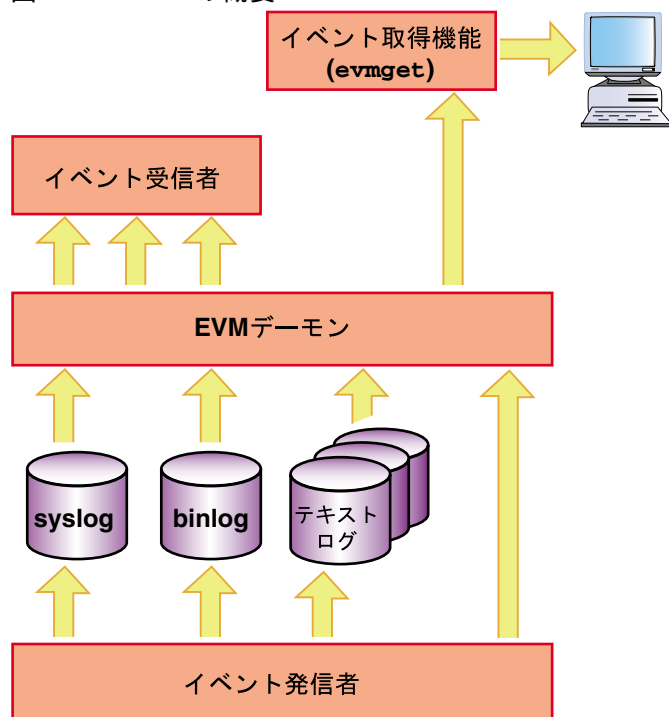 イベント取得機能
(evmget)
イベント受信者
EVMデーモン
syslog
binlog
テキスト
ログ
イベント発信者